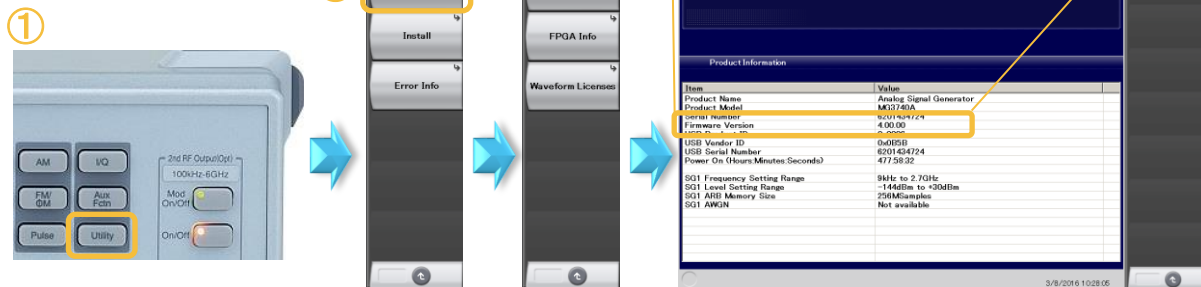 ①
AM
I/Q
FM/
ΦM
Aux
Fctn
Pulse
Utility
2nd RF Output(Opt)
100kHz-6GHz
Mod
On/Off
On/Off
Install
Error Info
FPGA Info
Waveform Licenses
Product Information
Item Value
Product Name Analog Signal Generator
Product Model MG3740A
Serial Number 6201434724
Firmware Version 4.00.00
USB Vendor ID 0x0B5B
USB Serial Number 6201434724
Power On (Hours:Minutes:Seconds) 477:58:32
SG1 Frequency Setting Range 9kHz to 2.7GHz
SG1 Level Setting Range -144dBm to +30dBm
SG1 ARB Memory Size 256MSamples
SG1 AWGN Not available
3/8/2016 10:28:05